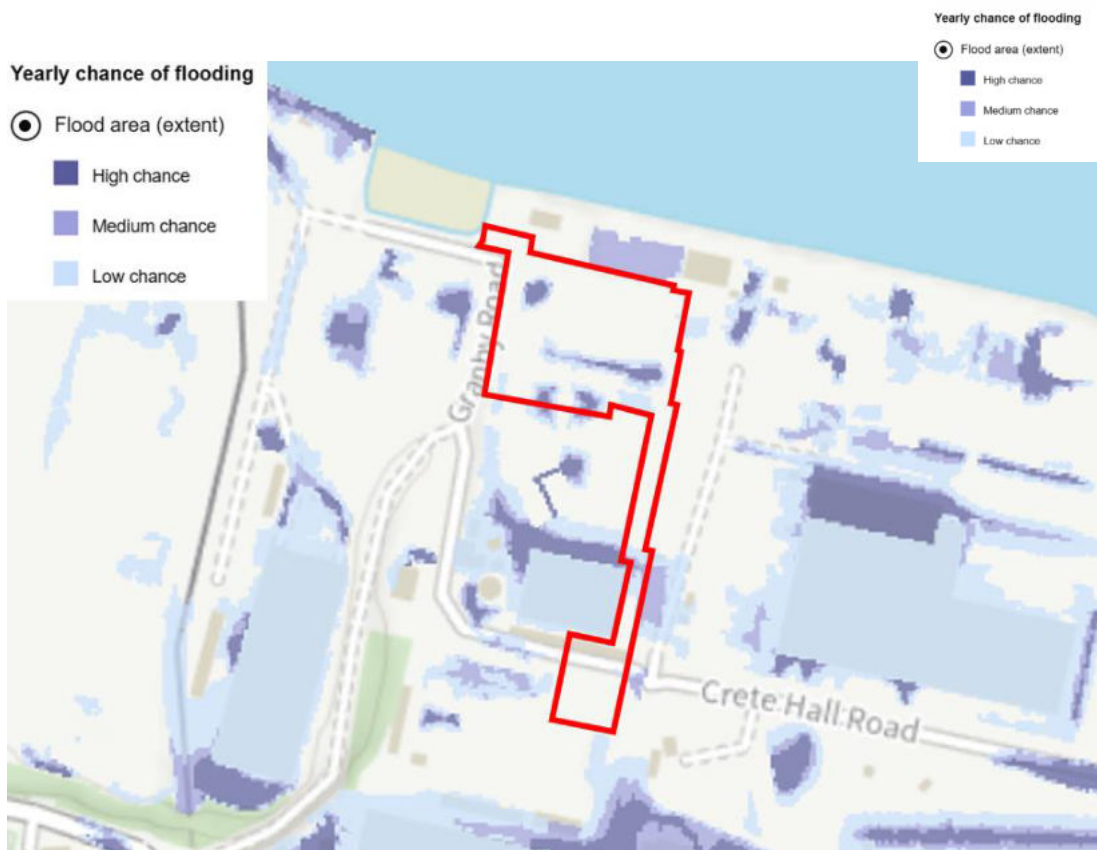 Yearly chance of flooding
Flood area (extent)
High chance
Medium chance
Low chance
Yearly chance of flooding
Flood area (extent)
High chance
Medium chance
Low chance
Granby Road
Crete Hall Road